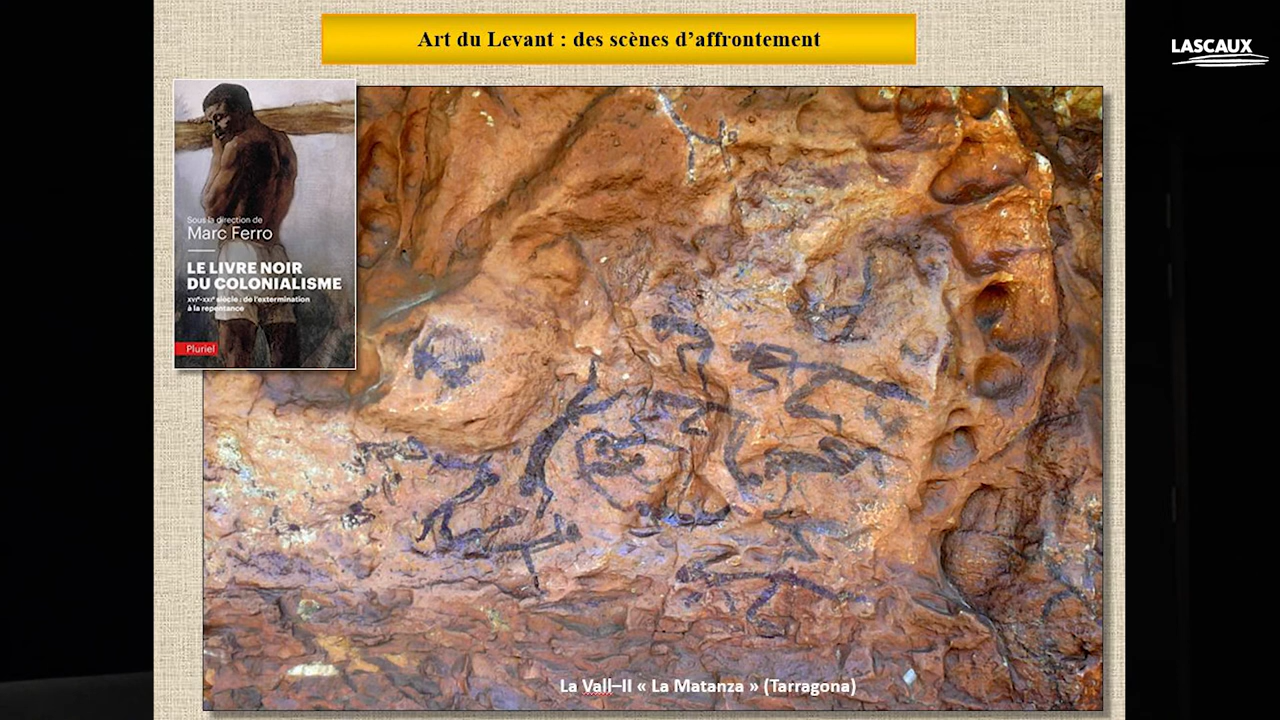 Art du Levant : des scènes d’affrontement
LASCAUX
Sous la direction de
Marc Ferro
LE LIVRE NOIR
DU COLONIALISME
XVIᵉ-XXIᵉ siècle : de l'extermination
à la repentance
Pluriel
La Vall–II « La Matanza » (Tarragona)